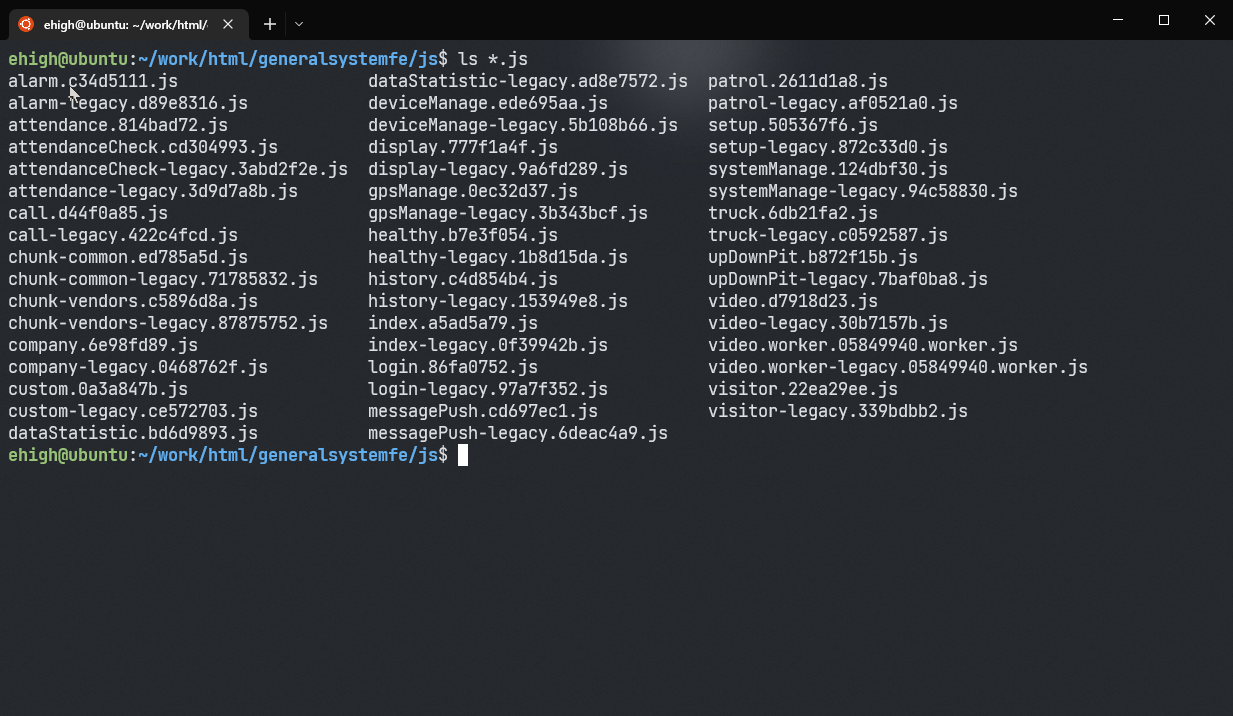 ehigh@ubuntu: ~/work/html/
ehigh@ubuntu:~/work/html/generalsystemfe/js$ ls *.js
alarm.c34d5111.js dataStatistic-legacy.ad8e7572.js patrol.2611d1a8.js
alarm-legacy.d89e8316.js deviceManage.ede695aa.js patrol-legacy.af0521a0.js
attendance.814bad72.js deviceManage-legacy.5b108b66.js setup.505367f6.js
attendanceCheck.cd304993.js display.777f1a4f.js setup-legacy.872c33d0.js
attendanceCheck-legacy.3abd2f2e.js display-legacy.9a6fd289.js systemManage.124dbf30.js
attendance-legacy.3d9d7a8b.js gpsManage.0ec32d37.js systemManage-legacy.94c58830.js
call.d44f0a85.js gpsManage-legacy.3b343bcf.js truck.6db21fa2.js
call-legacy.422c4fcd.js healthy.b7e3f054.js truck-legacy.c0592587.js
chunk-common.ed785a5d.js healthy-legacy.1b8d15da.js upDownPit.b872f15b.js
chunk-common-legacy.71785832.js history.c4d854b4.js upDownPit-legacy.7baf0ba8.js
chunk-vendors.c5896d8a.js history-legacy.153949e8.js video.d7918d23.js
chunk-vendors-legacy.87875752.js index.a5ad5a79.js video-legacy.30b7157b.js
company.6e98fd89.js index-legacy.0f39942b.js video.worker.05849940.worker.js
company-legacy.0468762f.js login.86fa0752.js video.worker-legacy.05849940.worker.js
custom.0a3a847b.js login-legacy.97a7f352.js visitor.22ea29ee.js
custom-legacy.ce572703.js messagePush.cd697ec1.js visitor-legacy.339bdbb2.js
dataStatistic.bd6d9893.js messagePush-legacy.6deac4a9.js
ehigh@ubuntu:~/work/html/generalsystemfe/js$